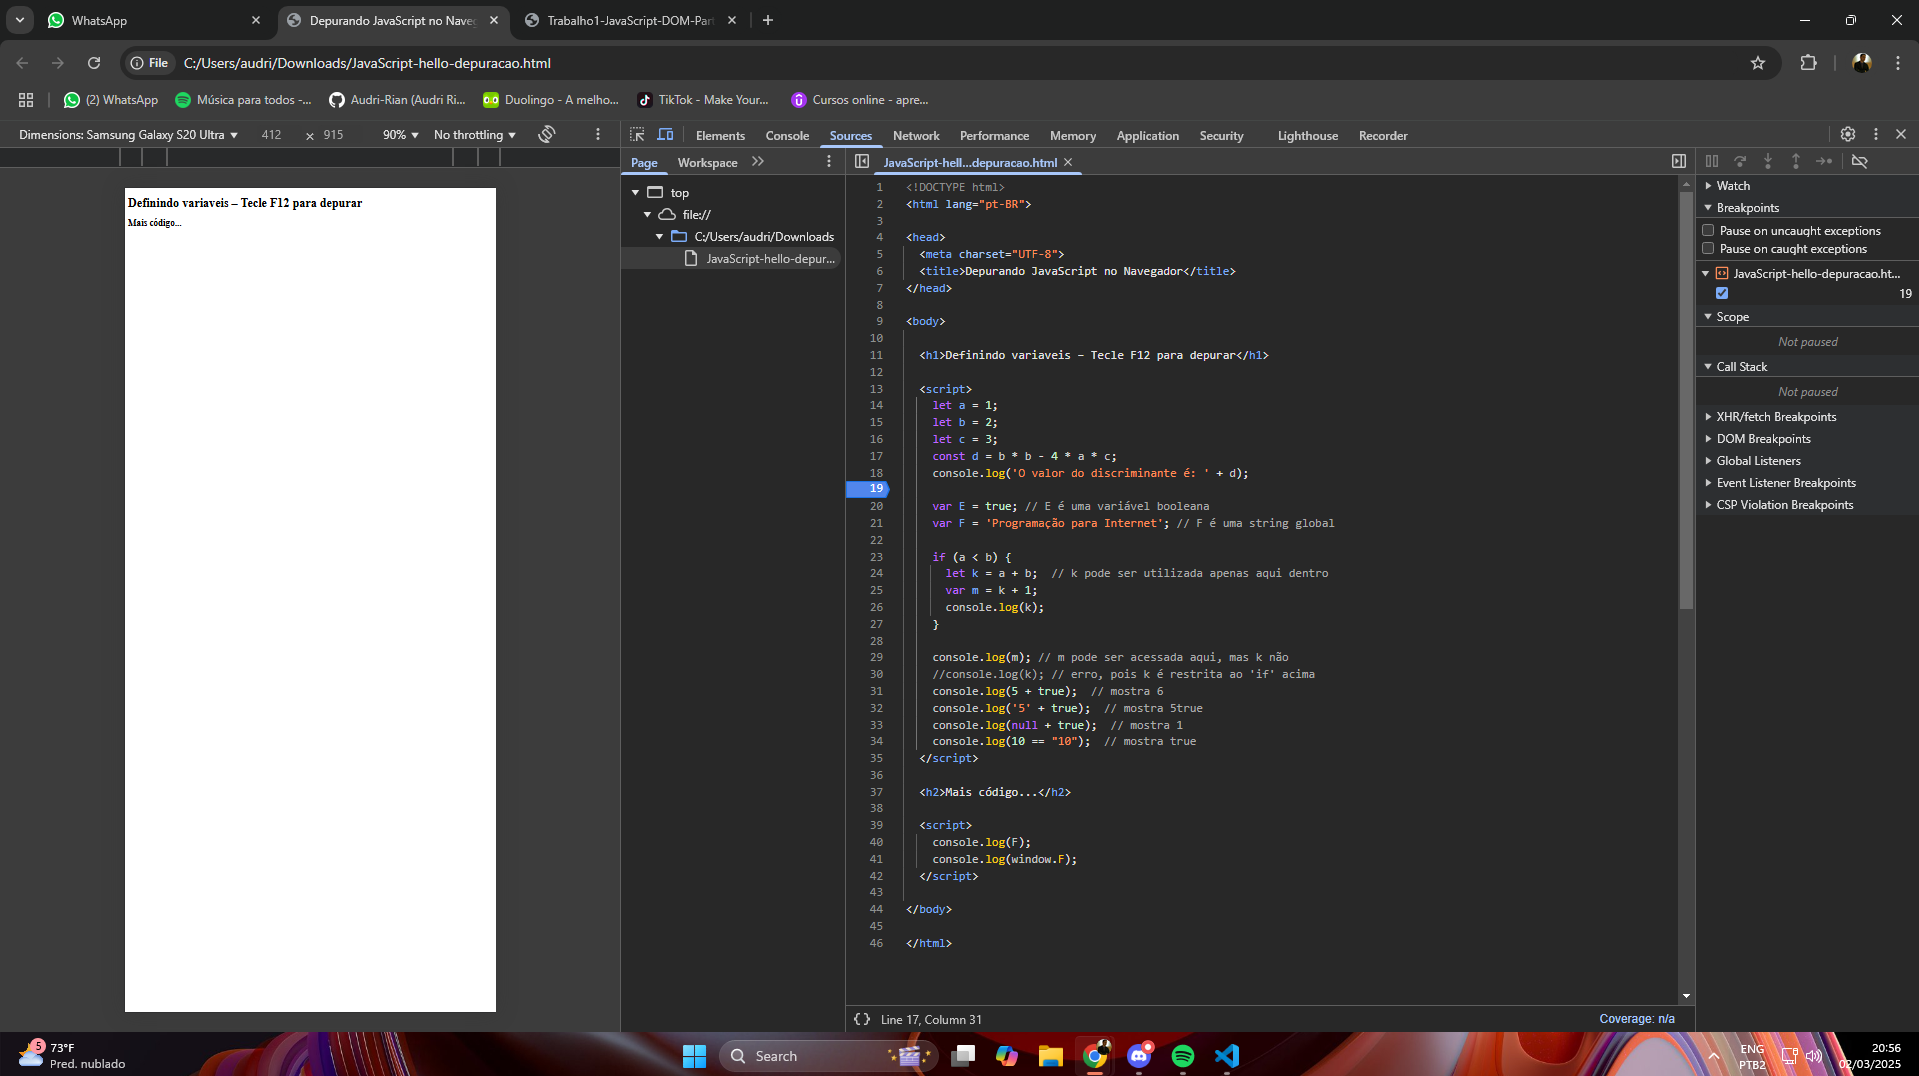 WhatsApp
Depurando JavaScript no Nave
Trabalho1-JavaScript-DOM-Par
File
C:/Users/audri/Downloads/JavaScript-hello-depuracao.html
(2) WhatsApp
Música para todos -...
Audri-Rian (Audri Ri...
Duolingo - A melho...
TikTok - Make Your...
Cursos online - apre...
Dimensions: Samsung Galaxy S20 Ultra
412 x 915
90%
No throttling
Elements
Console
Sources
Network
Performance
Memory
Application
Security
Lighthouse
Recorder
Definindo variaveis – Tecle F12 para depurar
Mais código...
Page
Workspace
top
file://
C:/Users/audri/Downloads
JavaScript-hello-depur...
JavaScript-hell...depuracao.html
1 <!DOCTYPE html>
2 <html lang="pt-BR">
3
4 <head>
5 <meta charset="UTF-8">
6 <title>Depurando JavaScript no Navegador</title>
7 </head>
8
9 <body>
10
11 <h1>Definindo variaveis – Tecle F12 para depurar</h1>
12
13 <script>
14 let a = 1;
15 let b = 2;
16 let c = 3;
17 const d = b * b - 4 * a * c;
18 console.log('O valor do discriminante é: ' + d);
19
20 var E = true; // E é uma variável booleana
21 var F = 'Programação para Internet'; // F é uma string global
22
23 if (a < b) {
24 let k = a + b;  // k pode ser utilizada apenas aqui dentro
25 var m = k + 1;
26 console.log(k);
27 }
28
29 console.log(m); // m pode ser acessada aqui, mas k não
30 //console.log(k); // erro, pois k é restrita ao 'if' acima
31 console.log(5 + true);  // mostra 6
32 console.log('5' + true);  // mostra 5true
33 console.log(null + true);  // mostra 1
34 console.log(10 == "10");  // mostra true
35 </script>
36
37 <h2>Mais código...</h2>
38
39 <script>
40 console.log(F);
41 console.log(window.F);
42 </script>
43
44 </body>
45
46 </html>
{ } Line 17, Column 31
Coverage: n/a
Watch
Breakpoints
Pause on uncaught exceptions
Pause on caught exceptions
JavaScript-hello-depuracao.ht...
19
Scope
Not paused
Call Stack
Not paused
XHR/fetch Breakpoints
DOM Breakpoints
Global Listeners
Event Listener Breakpoints
CSP Violation Breakpoints
5
73°F
Pred. nublado
Search
ENG
PTB2
20:56
02/03/2025